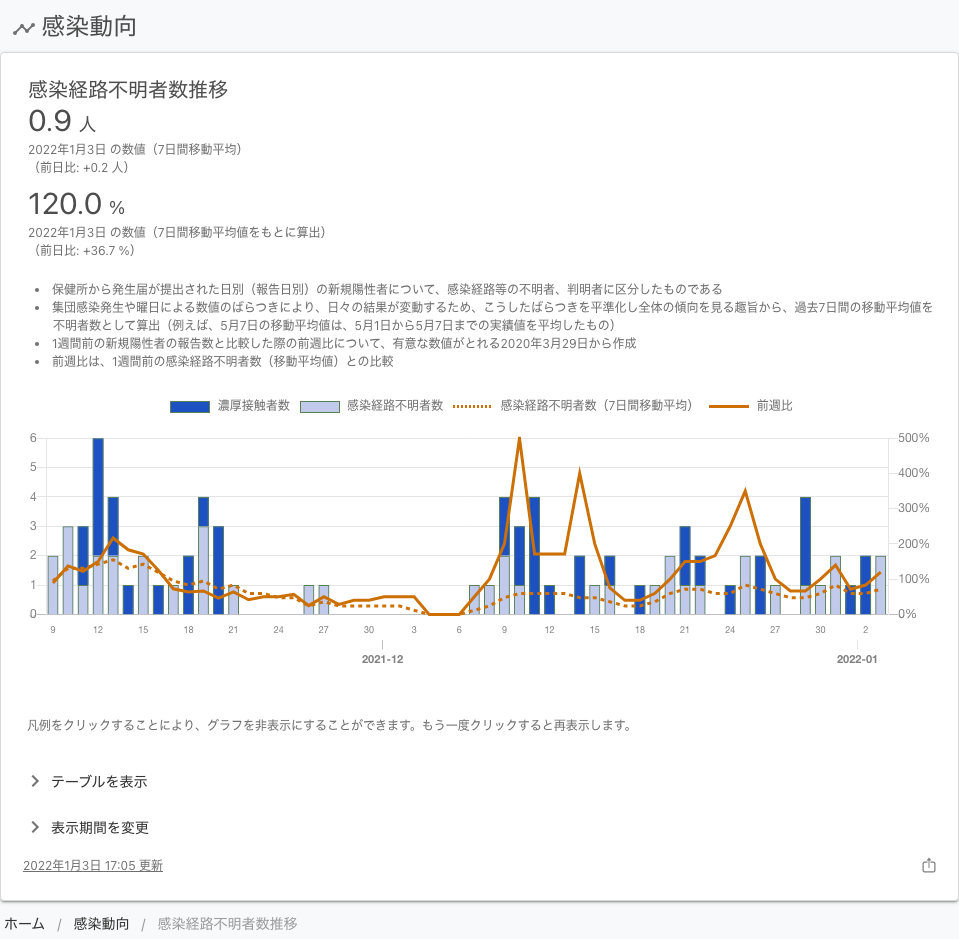 感染動向
感染経路不明者数推移
0.9 人
2022年1月3日 の数値（7日間移動平均）
（前日比: +0.2 人）
120.0 %
2022年1月3日 の数値（7日間移動平均値をもとに算出）
（前日比: +36.7 %）
• 保健所から発生届が提出された日別（報告日別）の新規陽性者について、感染経路等の不明者、判明者に区分したものである
• 集団感染発生や曜日による数値のばらつきにより、日々の結果が変動するため、こうしたばらつきを平準化し全体の傾向を見る趣旨から、過去7日間の移動平均値を
不明者数として算出（例えば、5月7日の移動平均値は、5月1日から5月7日までの実績値を平均したもの）
• 1週間前の新規陽性者の報告数と比較した際の前週比について、有意な数値がとれる2020年3月29日から作成
• 前週比は、1週間前の感染経路不明者数（移動平均値）との比較
濃厚接触者数 感染経路不明者数 感染経路不明者数（7日間移動平均） 前週比
6 500%
5 400%
4 300%
3 200%
2 100%
1 0%
0
9 12 15 18 21 24 27 30 3 6 9 12 15 18 21 24 27 30 2
2021-12 2022-01
凡例をクリックすることにより、グラフを非表示にすることができます。もう一度クリックすると再表示します。
テーブルを表示
表示期間を変更
2022年1月3日 17:05 更新
ホーム / 感染動向 / 感染経路不明者数推移